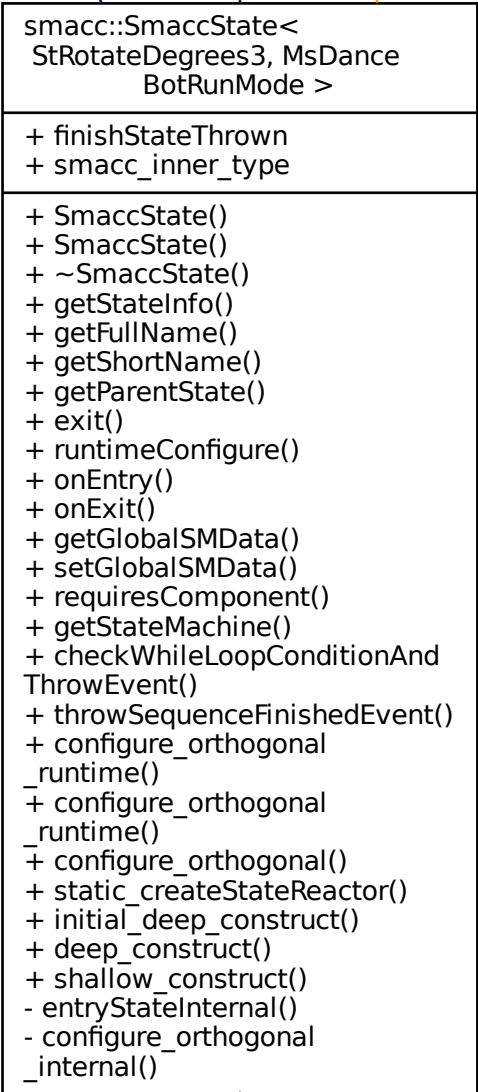 smacc::SmaccState<
StRotateDegrees3, MsDance
BotRunMode >
+ finishStateThrown
+ smacc_inner_type
+ SmaccState()
+ SmaccState()
+ ~SmaccState()
+ getStateInfo()
+ getFullName()
+ getShortName()
+ getParentState()
+ exit()
+ runtimeConfigure()
+ onEntry()
+ onExit()
+ getGlobalSMData()
+ setGlobalSMData()
+ requiresComponent()
+ getStateMachine()
+ checkWhileLoopConditionAnd
ThrowEvent()
+ throwSequenceFinishedEvent()
+ configure_orthogonal
_runtime()
+ configure_orthogonal
_runtime()
+ configure_orthogonal()
+ static_createStateReactor()
+ initial_deep_construct()
+ deep_construct()
+ shallow_construct()
- entryStateInternal()
- configure_orthogonal
_internal()